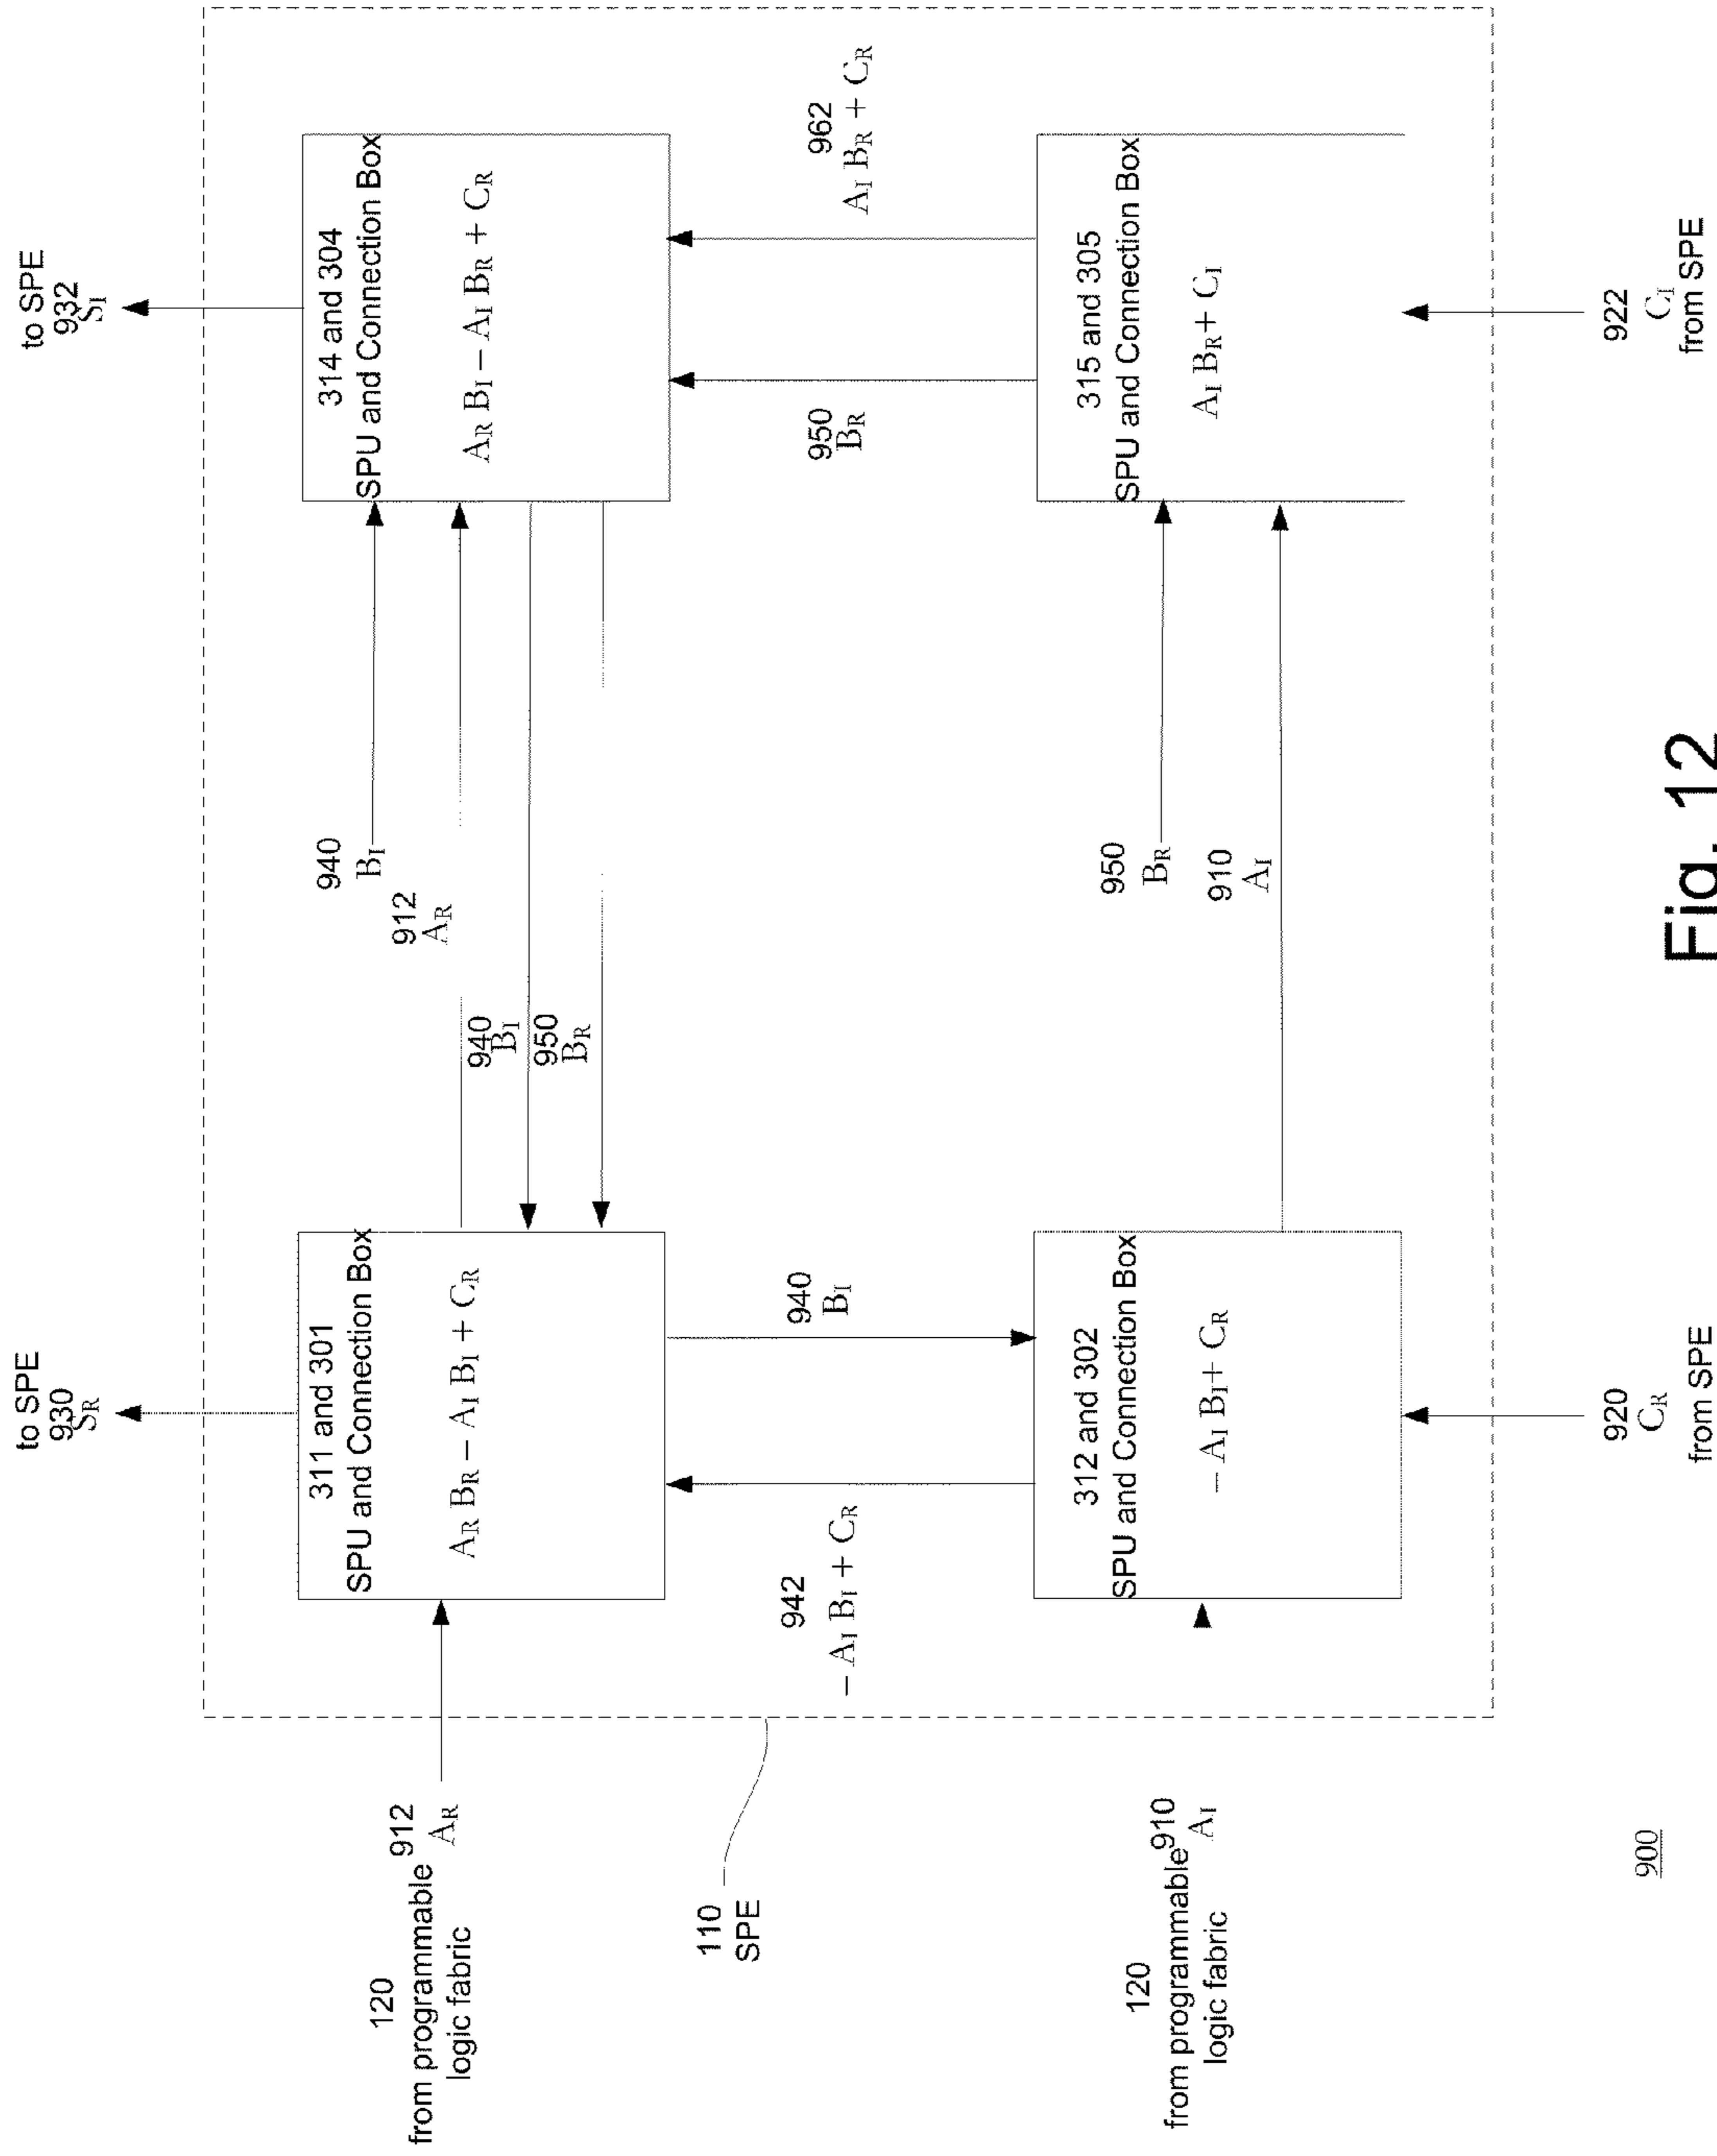 to SPE
930
S_R
to SPE
932
S_I
311 and 301
SPU and Connection Box
A_R B_R – A_I B_I + C_R
314 and 304
SPU and Connection Box
A_R B_I – A_I B_R + C_R
120
from programmable
logic fabric
912
A_R
940
B_I
912
A_R
940
B_I
950
B_R
110
SPE
942
– A_I B_I + C_R
940
B_I
950
B_R
962
A_I B_R + C_R
312 and 302
SPU and Connection Box
– A_I B_I + C_R
315 and 305
SPU and Connection Box
A_I B_R + C_I
120
from programmable
logic fabric
910
A_I
950
B_R
910
A_I
920
C_R
from SPE
922
C_I
from SPE
900
Fig. 12